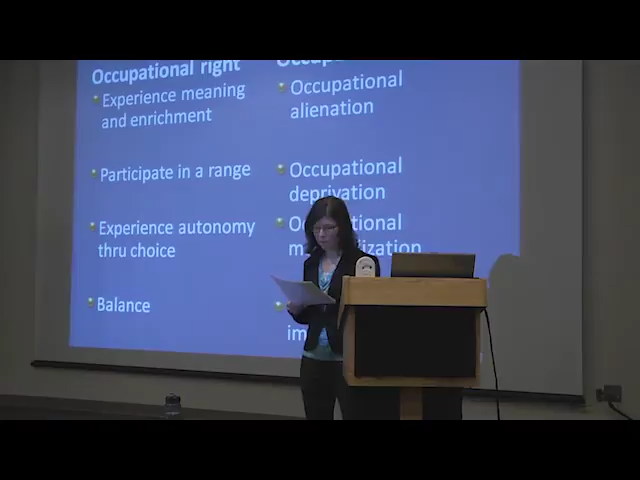 Occupational right
Experience meaning
and enrichment
Participate in a range
Experience autonomy
thru choice
Balance
Occupational
alienation
Occupational
deprivation